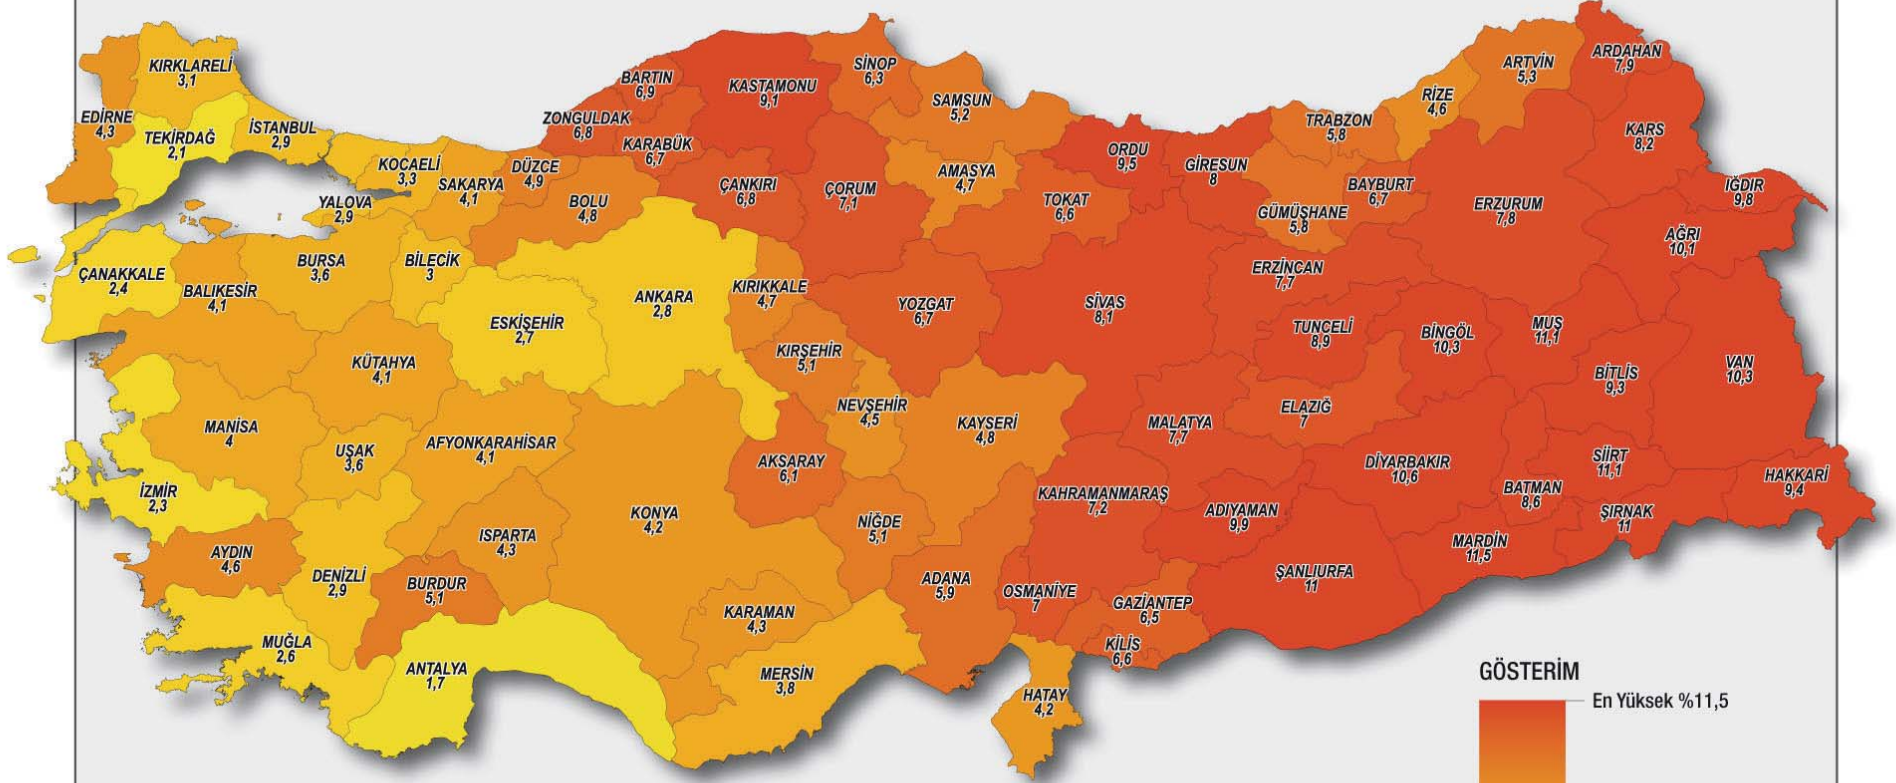 KIRKLARELİ
3,1
EDİRNE
4,3
TEKİRDAĞ
2,1
İSTANBUL
2,9
KOCAELİ
3,3
SAKARYA
4,1
DÜZCE
4,9
BOLU
4,8
YALOVA
2,9
ZONGULDAK
6,8
BARTIN
6,9
KARABÜK
6,7
KASTAMONU
9,1
SİNOP
6,3
SAMSUN
5,2
ÇANKIRI
6,8
ÇORUM
7,1
AMASYA
4,7
TOKAT
6,6
ORDU
9,5
GİRESUN
8
TRABZON
5,8
RİZE
4,6
ARTVİN
5,3
ARDAHAN
7,9
KARS
8,2
IĞDIR
9,8
AĞRI
10,1
ERZURUM
7,8
BAYBURT
6,7
GÜMÜŞHANE
5,8
ERZİNCAN
7,7
ÇANAKKALE
2,4
BALIKESİR
4,1
BURSA
3,6
BİLECİK
3
ESKİŞEHİR
2,7
ANKARA
2,8
KIRIKKALE
4,7
KIRŞEHİR
5,1
YOZGAT
6,7
SİVAS
8,1
TUNCELİ
8,9
BİNGÖL
10,3
MUŞ
11,1
BİTLİS
9,3
VAN
10,3
KÜTAHYA
4,1
MANİSA
4
UŞAK
3,6
AFYONKARAHİSAR
4,1
NEVŞEHİR
4,5
KAYSERİ
4,8
MALATYA
7,7
ELAZIĞ
7
DİYARBAKIR
10,6
BATMAN
8,6
SİİRT
11,1
HAKKARİ
9,4
ŞIRNAK
11
MARDİN
11,5
İZMİR
2,3
AYDIN
4,6
DENİZLİ
2,9
ISPARTA
4,3
BURDUR
5,1
KONYA
4,2
AKSARAY
6,1
NİĞDE
5,1
KAHRAMANMARAŞ
7,2
ADIYAMAN
9,9
ŞANLIURFA
11
MUĞLA
2,6
ANTALYA
1,7
KARAMAN
4,3
MERSİN
3,8
ADANA
5,9
OSMANİYE
7
GAZİANTEP
6,5
KİLİS
6,6
HATAY
4,2
GÖSTERİM
En Yüksek %11,5